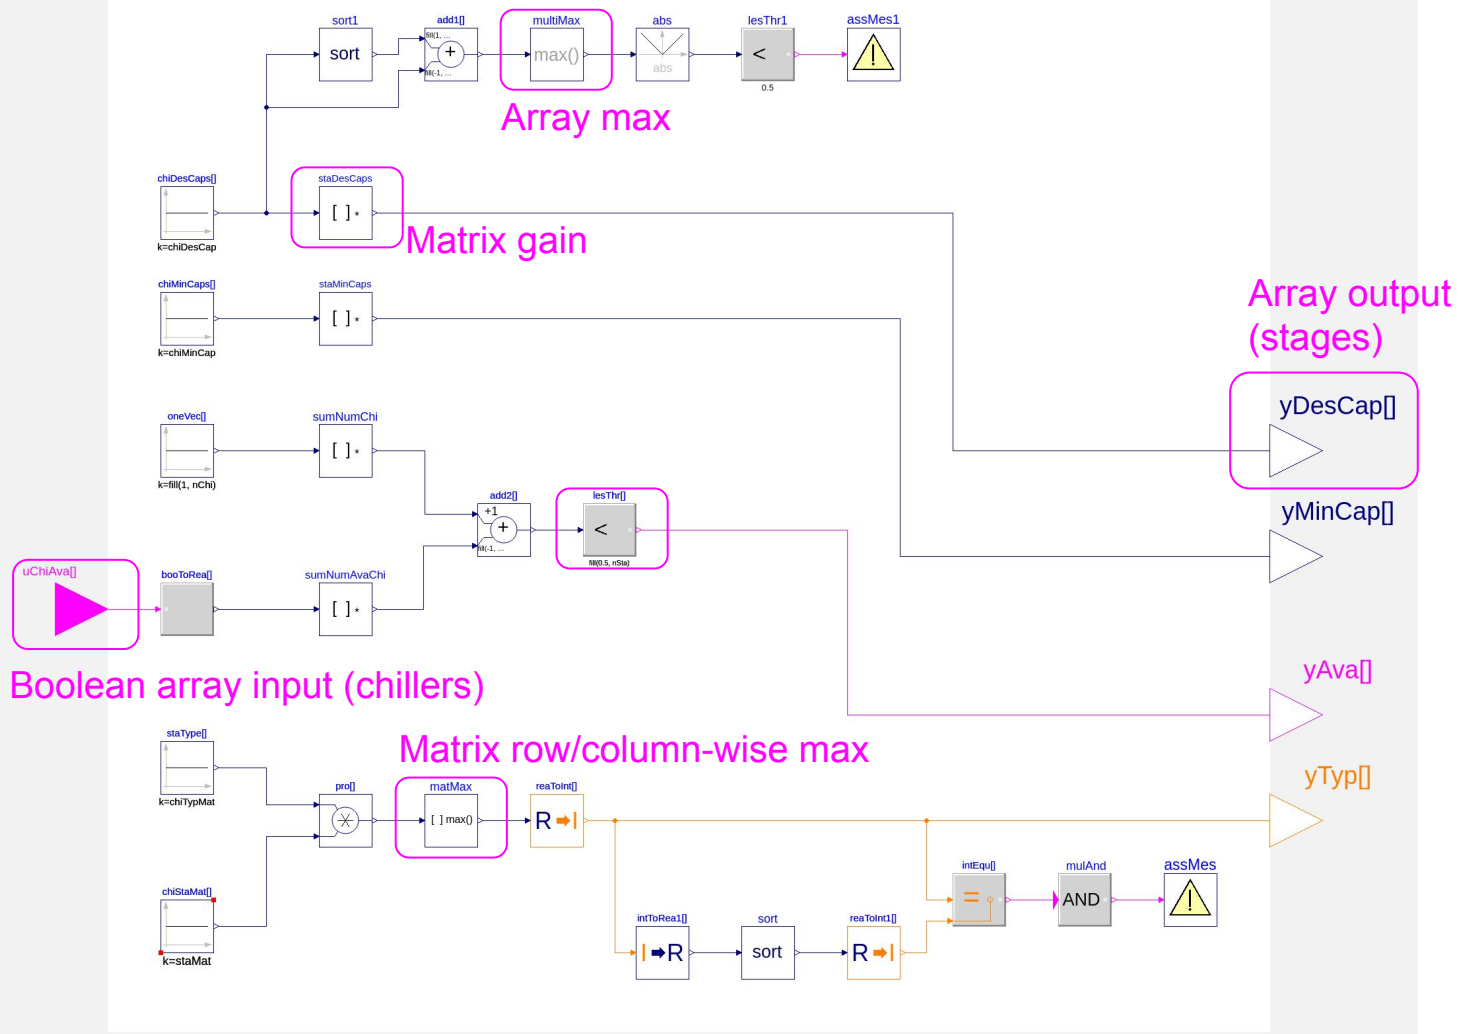 sort1
add1[]
multiMax
abs
lesThr1
assMes1
sort
fill(1, ...
+
fill(-1, ...
max()
abs
<
!
0.5
Array max
chiDesCaps[]
staDesCaps
[ ] *
k=chiDesCap
Matrix gain
chiMinCaps[]
staMinCaps
[ ] *
k=chiMinCap
Array output
(stages)
yDesCap[]
oneVec[]
sumNumChi
[ ] *
k=fill(1, nChi)
add2[]
lesThr[]
+1
+
fill(-1, ...
<
fill(0.5, nSta)
yMinCap[]
uChiAva[]
booToRea[]
sumNumAvaChi
[ ] *
Boolean array input (chillers)
yAva[]
staType[]
k=chiTypMat
Matrix row/column-wise max
pro[]
matMax
[ ] max()
reaToInt[]
R I
yTyp[]
chiStaMat[]
k=staMat
intToRea1[]
I R
sort
sort
reaToInt1[]
R I
intEqu[]
=
mulAnd
AND
assMes
!